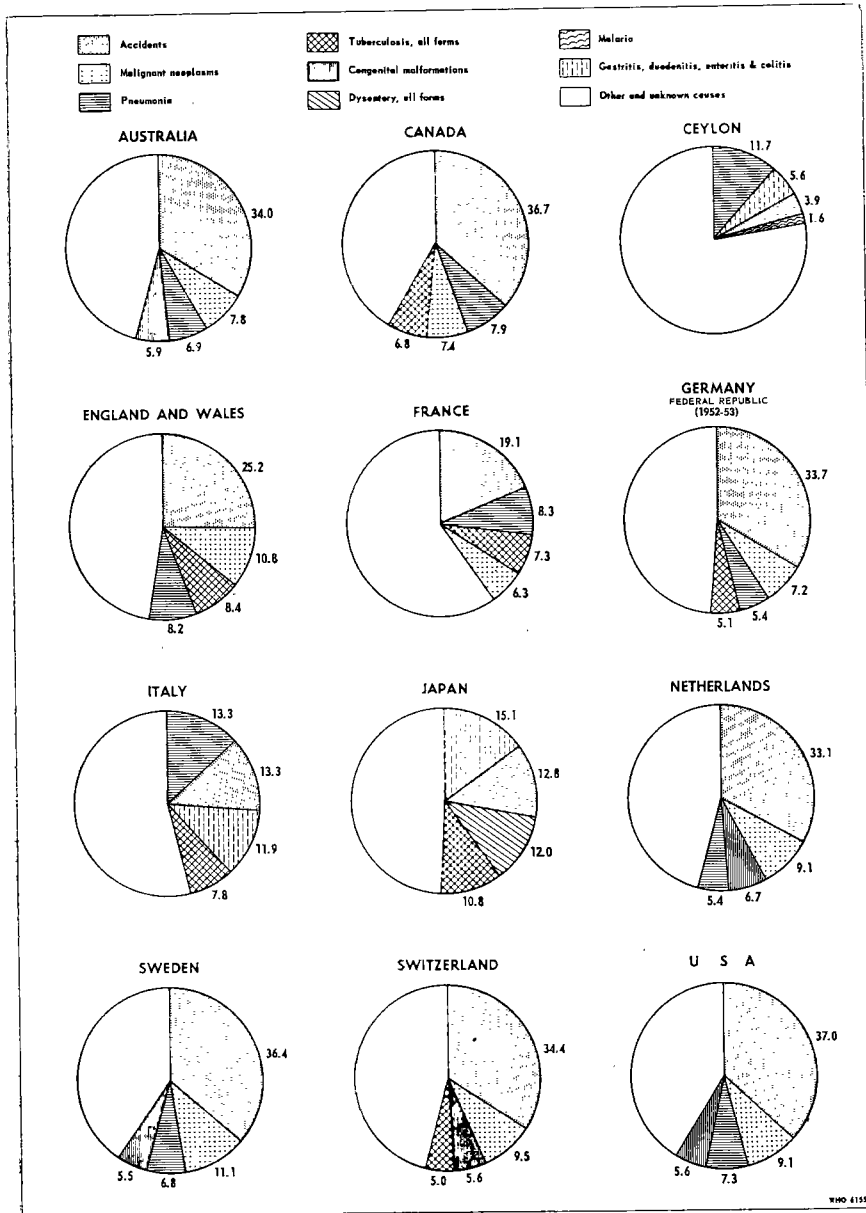 Accidents
Tuberculosis, all forms
Malaria
Malignant neoplasms
Congenital malformations
Gastritis, duodenitis, enteritis & colitis
Pneumonia
Dysentery, all forms
Other and unknown causes
AUSTRALIA
34.0
7.8
6.9
5.9
CANADA
36.7
7.9
7.4
6.8
CEYLON
11.7
5.6
3.9
1.6
ENGLAND AND WALES
25.2
10.8
8.4
8.2
FRANCE
19.1
8.3
7.3
6.3
GERMANY
FEDERAL REPUBLIC
(1952-53)
33.7
7.2
5.4
5.1
ITALY
13.3
13.3
11.9
7.8
JAPAN
15.1
12.8
12.0
10.8
NETHERLANDS
33.1
9.1
6.7
5.4
SWEDEN
36.4
11.1
6.8
5.5
SWITZERLAND
34.4
9.5
5.6
5.0
U S A
37.0
9.1
7.3
5.6
WHO